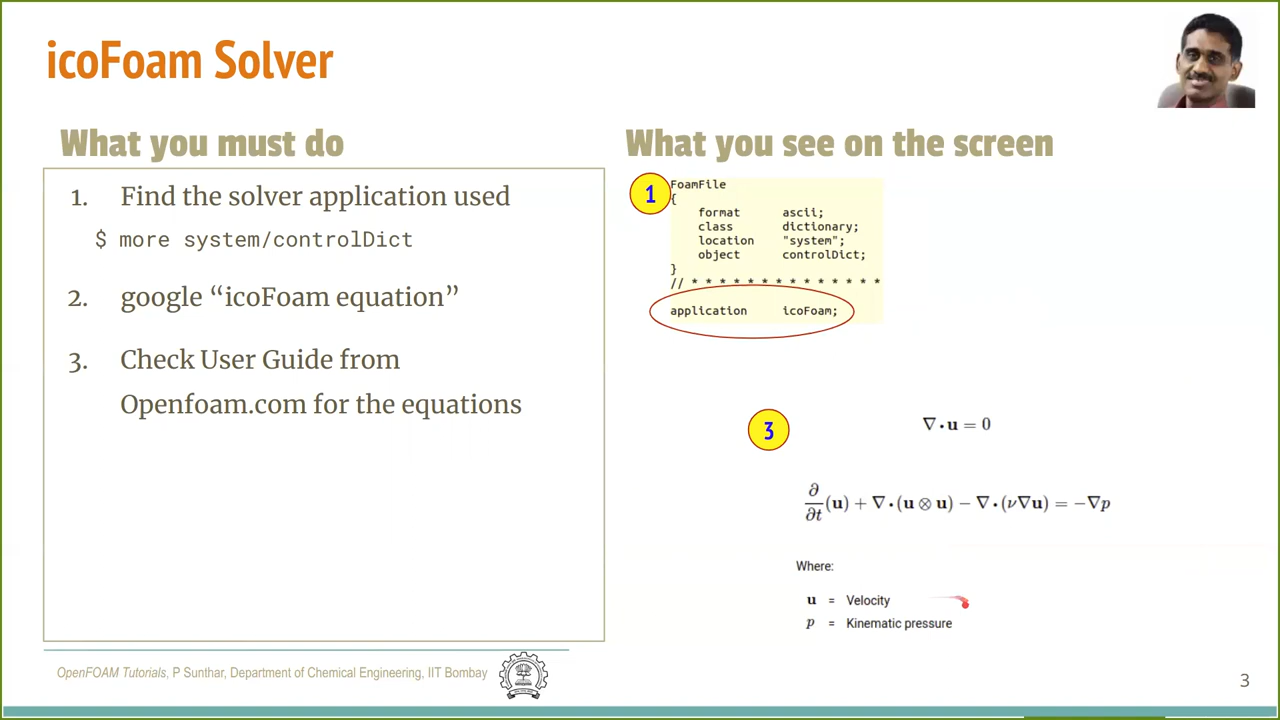 icoFoam Solver
What you must do
1. Find the solver application used
$ more system/controlDict
2. google “icoFoam equation”
3. Check User Guide from
Openfoam.com for the equations
What you see on the screen
1
FoamFile
{
format ascii;
class dictionary;
location "system";
object controlDict;
}
// * * * * * * * * * * * * * *
application icoFoam;
3
∇•u = 0
∂/∂t (u) + ∇•(u ⊗ u) − ∇•(ν∇u) = −∇p
Where:
u = Velocity
p = Kinematic pressure
OpenFOAM Tutorials, P Sunthar, Department of Chemical Engineering, IIT Bombay
3